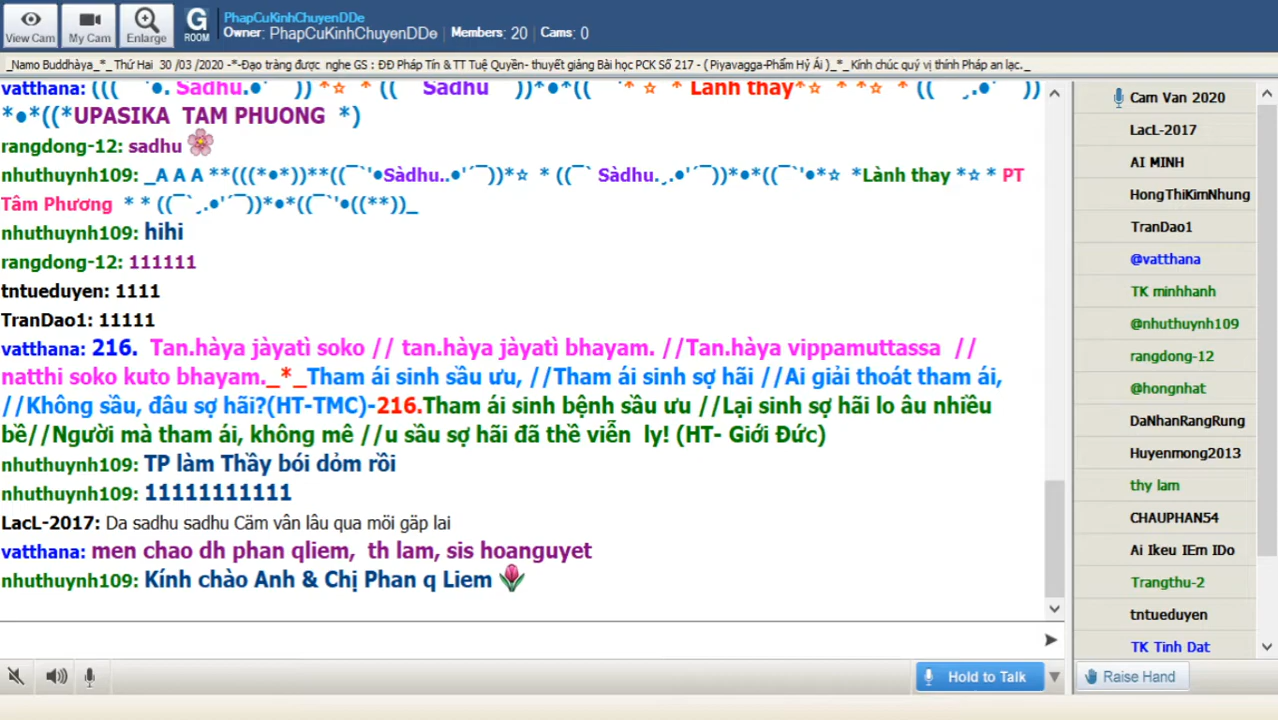 View Cam
My Cam
Enlarge
G
ROOM
PhapCuKinhChuyenDDe
Owner: PhapCuKinhChuyenDDe Members: 20 Cams: 0
_Namo Buddhàya_*_ Thứ Hai 30 /03 /2020 -*-Đạo tràng được nghe GS : ĐĐ Pháp Tín & TT Tuệ Quyền- thuyết giảng Bài học PCK Số 217 - ( Piyavagga-Phẩm Hỷ Ái ) _*_ Kính chúc quý vị thính Pháp an lạc._
vatthana: ((( ¯`•. Sàdhu.•´¯ )) *☆ * (( ¯ Sàdhu ¯ ))*•*(( ¯`* ☆ * Lành thay*☆ * *☆ * (( ¯ ¸.•´¯ ))
*•*((*UPASIKA TAM PHUONG *)
rangdong-12: sadhu
nhuthuynh109: _A A A **(((*•*))**((¯`'•Sàdhu..•'´¯))*☆ * ((¯` Sàdhu.¸.•'´¯))*•*((¯`'•*☆ *Lành thay *☆ * PT
Tâm Phương * * ((¯`¸.•'´¯))*•*((¯`'•((**))_
nhuthuynh109: hihi
rangdong-12: 111111
tntueduyen: 1111
TranDao1: 11111
vatthana: 216. Tan.hàya jàyatì soko // tan.hàya jàyatì bhayam. //Tan.hàya vippamuttassa //
natthi soko kuto bhayam._*_Tham ái sinh sầu ưu, //Tham ái sinh sợ hãi //Ai giải thoát tham ái,
//Không sầu, đâu sợ hãi?(HT-TMC)-216.Tham ái sinh bệnh sầu ưu //Lại sinh sợ hãi lo âu nhiều
bề//Người mà tham ái, không mê //u sầu sợ hãi đã thề viễn ly! (HT- Giới Đức)
nhuthuynh109: TP làm Thầy bói dỏm rồi
nhuthuynh109: 11111111111
LacL-2017: Da sadhu sadhu Cäm vân lâu qua möi gäp lai
vatthana: men chao dh phan qliem, th lam, sis hoanguyet
nhuthuynh109: Kính chào Anh & Chị Phan q Liem
Hold to Talk
Cam Van 2020
LacL-2017
AI MINH
HongThiKimNhung
TranDao1
@vatthana
TK minhhanh
@nhuthuynh109
rangdong-12
@hongnhat
DaNhanRangRung
Huyenmong2013
thy lam
CHAUPHAN54
Ai Ikeu IEm IDo
Trangthu-2
tntueduyen
TK Tinh Dat
Raise Hand